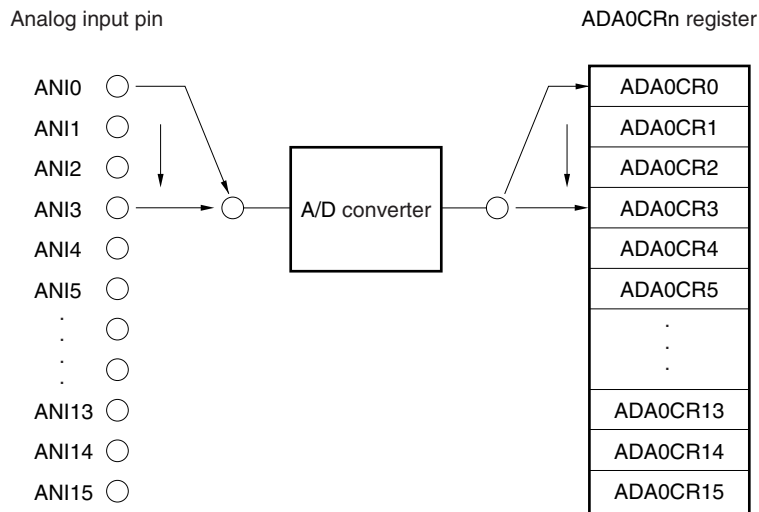 Analog input pin
ADA0CRn register
ANI0
ANI1
ANI2
ANI3
ANI4
ANI5
.
.
.
.
ANI13
ANI14
ANI15
A/D converter
ADA0CR0
ADA0CR1
ADA0CR2
ADA0CR3
ADA0CR4
ADA0CR5
.
.
.
ADA0CR13
ADA0CR14
ADA0CR15